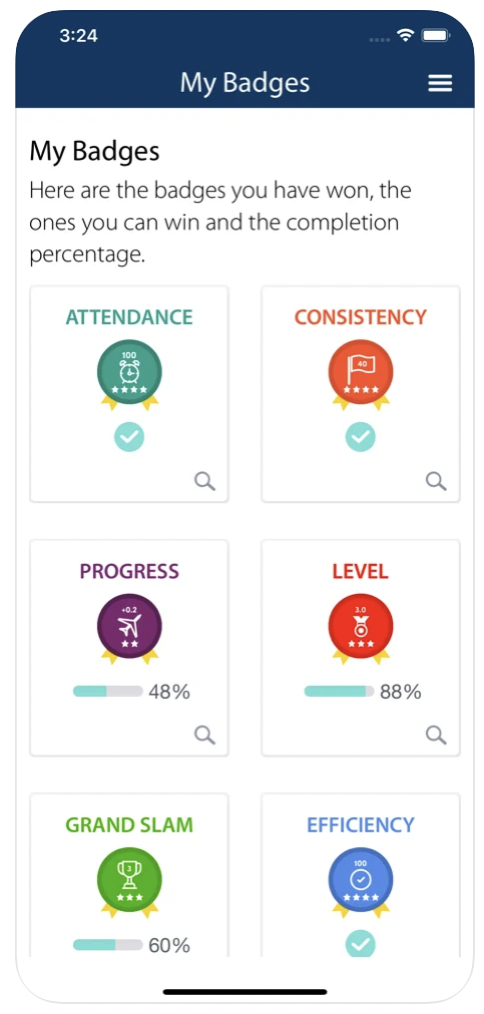 3:24
My Badges
My Badges
Here are the badges you have won, the
ones you can win and the completion
percentage.
ATTENDANCE
100
CONSISTENCY
40
PROGRESS
+0.2
48%
LEVEL
3.0
88%
GRAND SLAM
3
60%
EFFICIENCY
100